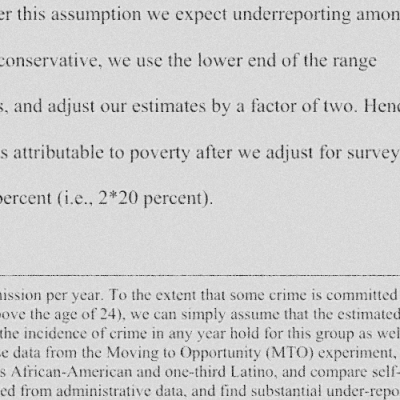 er this assumption we expect underreporting amon
conservative, we use the lower end of the range
s, and adjust our estimates by a factor of two. Henc
s attributable to poverty after we adjust for survey
percent (i.e., 2*20 percent).
nission per year. To the extent that some crime is committed
ove the age of 24), we can simply assume that the estimated
the incidence of crime in any year hold for this group as wel
se data from the Moving to Opportunity (MTO) experiment,
s African-American and one-third Latino, and compare self-
ed from administrative data, and find substantial under-repo